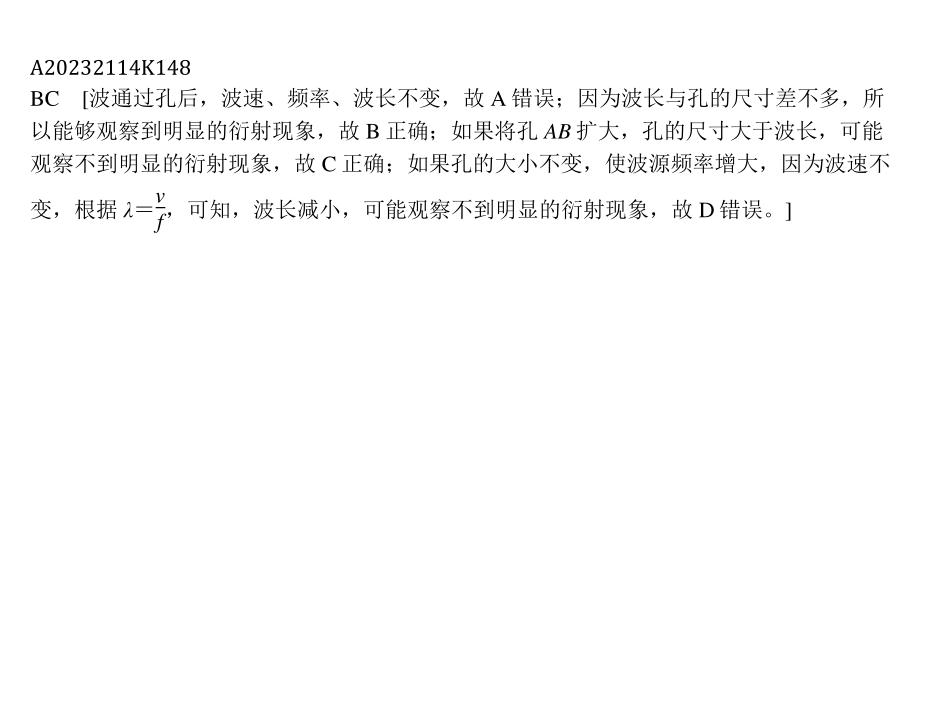 A20232114K148
BC [波通过孔后，波速、频率、波长不变，故 A 错误；因为波长与孔的尺寸差不多，所
以能够观察到明显的衍射现象，故 B 正确；如果将孔 AB 扩大，孔的尺寸大于波长，可能
观察不到明显的衍射现象，故 C 正确；如果孔的大小不变，使波源频率增大，因为波速不
变，根据 λ＝v/f，可知，波长减小，可能观察不到明显的衍射现象，故 D 错误。]